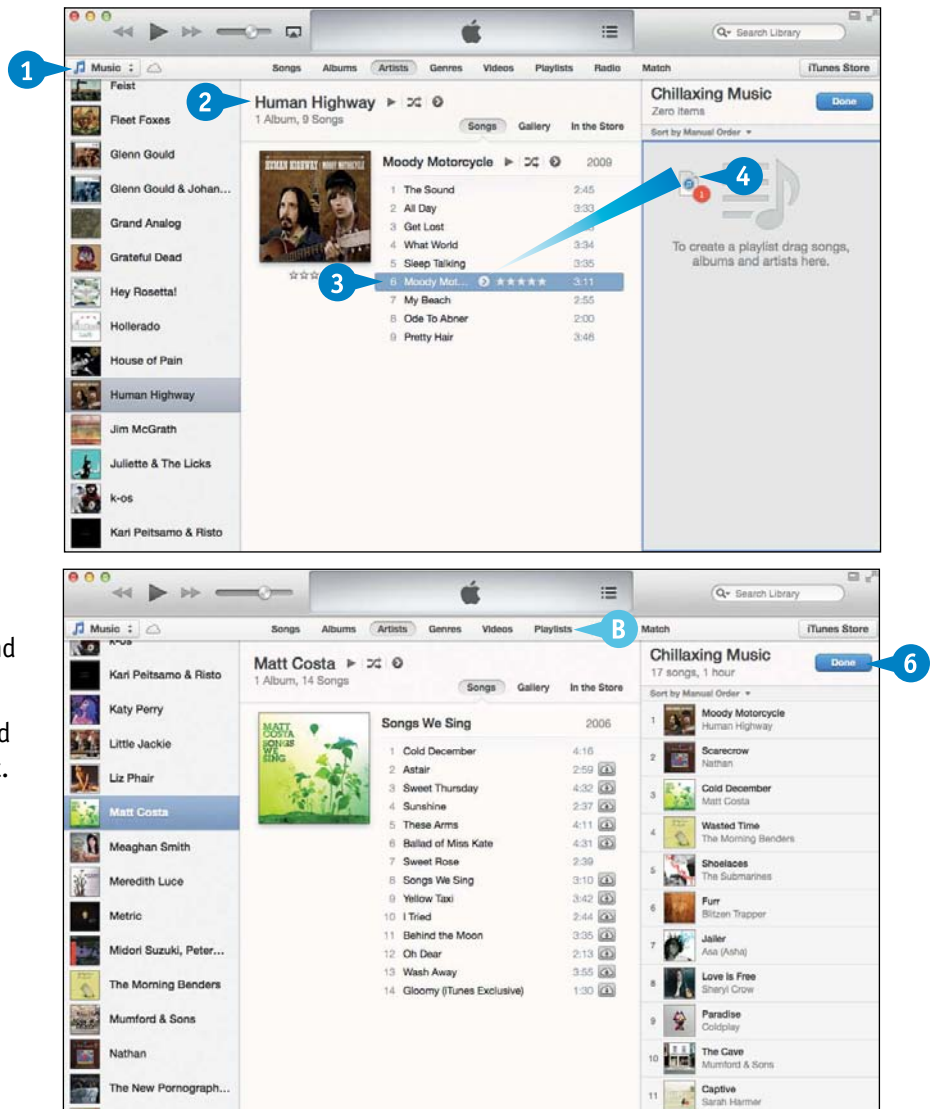 Search Library
1
Music
Songs Albums Artists Genres Videos Playlists Radio Match
iTunes Store
Feist
Fleet Foxes
Glenn Gould
Glenn Gould & Johan...
Grand Analog
Grateful Dead
Hey Rosetta!
Hollerado
House of Pain
Human Highway
Jim McGrath
Juliette & The Licks
k-os
Kari Peitsamo & Risto
2
Human Highway
1 Album, 9 Songs
Songs Gallery In the Store
HUMAN HIGHWAY MOODY MOTORCYCLE
Moody Motorcycle 2009
1 The Sound 2:45
2 All Day 3:33
3 Get Lost
4 What World 3:34
5 Sleep Talking 3:35
3
6 Moody Mot... ★★★★★ 3:11
7 My Beach 2:55
8 Ode To Abner 2:00
9 Pretty Hair 3:46
Chillaxing Music
Zero items
Done
Sort by Manual Order
1
4
To create a playlist drag songs,
albums and artists here.
Search Library
Music
Songs Albums Artists Genres Videos Playlists
B
Match
iTunes Store
nd
d
.
k-os
Kari Peitsamo & Risto
Katy Perry
Little Jackie
Liz Phair
Matt Costa
Meaghan Smith
Meredith Luce
Metric
Midori Suzuki, Peter...
The Morning Benders
Mumford & Sons
Nathan
The New Pornograph...
Matt Costa
1 Album, 14 Songs
Songs Gallery In the Store
MATT
COSTA
SONGS
WE
SING
Songs We Sing 2006
1 Cold December 4:16
2 Astair 2:59
3 Sweet Thursday 4:32
4 Sunshine 2:37
5 These Arms 4:11
6 Ballad of Miss Kate 4:31
7 Sweet Rose 2:39
8 Songs We Sing 3:10
9 Yellow Taxi 3:42
10 I Tried 2:44
11 Behind the Moon 3:35
12 Oh Dear 2:13
13 Wash Away 3:55
14 Gloomy (iTunes Exclusive) 1:30
Chillaxing Music
17 songs, 1 hour
Done
6
Sort by Manual Order
1 Moody Motorcycle
Human Highway
2 Scarecrow
Nathan
3 Cold December
Matt Costa
4 Wasted Time
The Morning Benders
5 Shoelaces
The Submarines
6 Furr
Blitzen Trapper
7 Jailer
Asa (Asha)
8 Love Is Free
Sheryl Crow
9 Paradise
Coldplay
10 The Cave
Mumford & Sons
11 Captive
Sarah Harmer